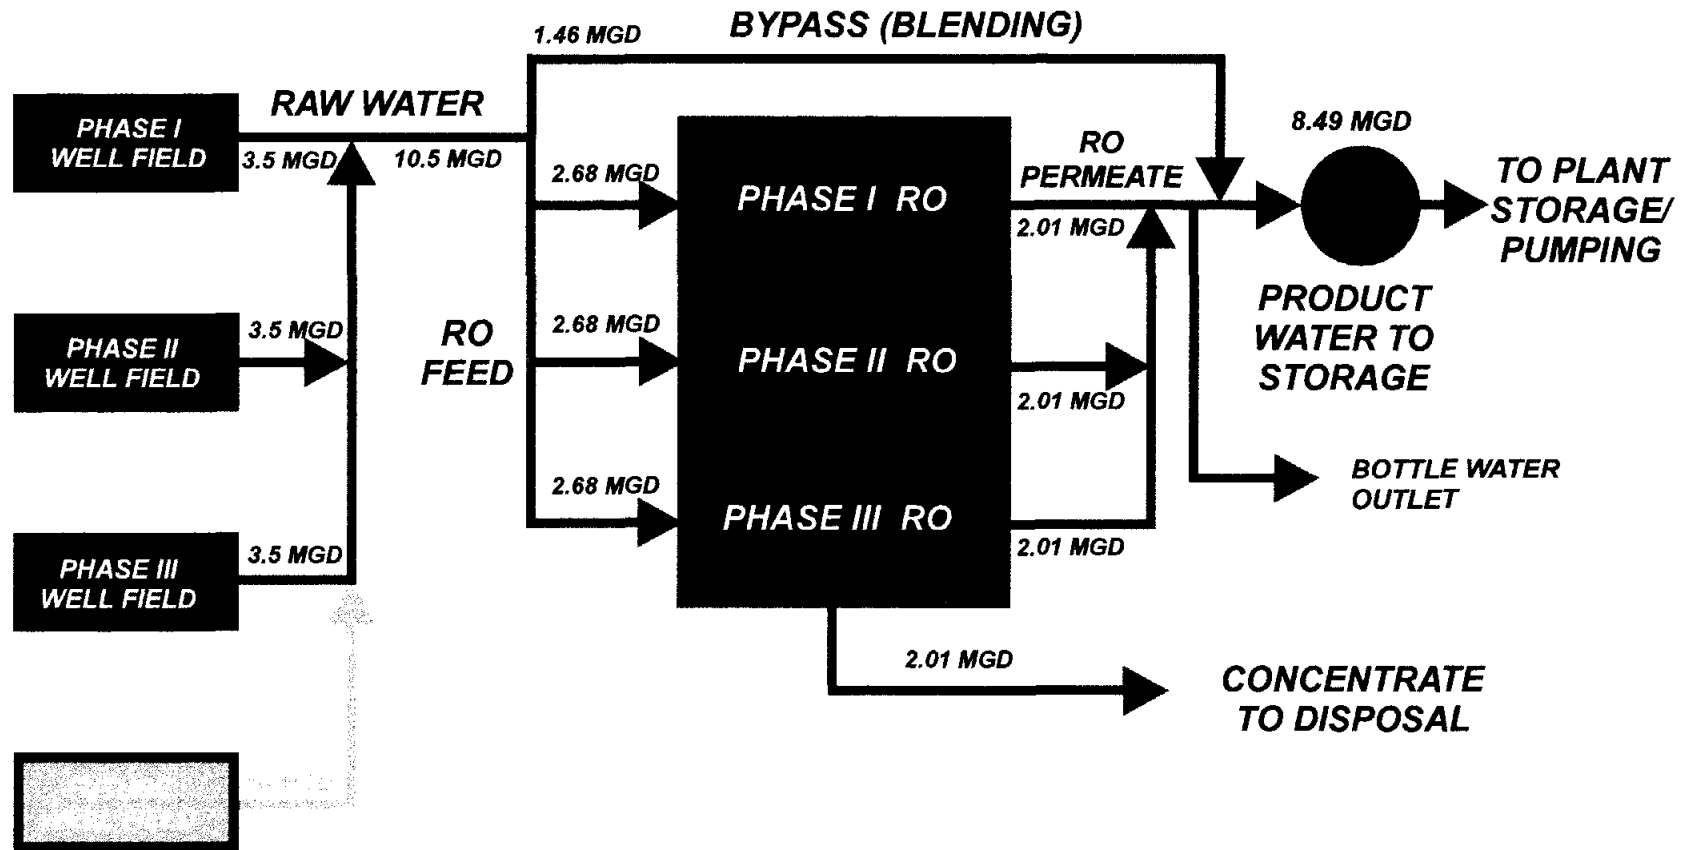 BYPASS (BLENDING)
1.46 MGD
RAW WATER
PHASE I
WELL FIELD
3.5 MGD
10.5 MGD
2.68 MGD
PHASE I RO
RO
PERMEATE
2.01 MGD
8.49 MGD
TO PLANT
STORAGE/
PUMPING
PRODUCT
WATER TO
STORAGE
PHASE II
WELL FIELD
3.5 MGD
RO
FEED
2.68 MGD
PHASE II RO
2.01 MGD
BOTTLE WATER
OUTLET
PHASE III
WELL FIELD
3.5 MGD
2.68 MGD
PHASE III RO
2.01 MGD
2.01 MGD
CONCENTRATE
TO DISPOSAL